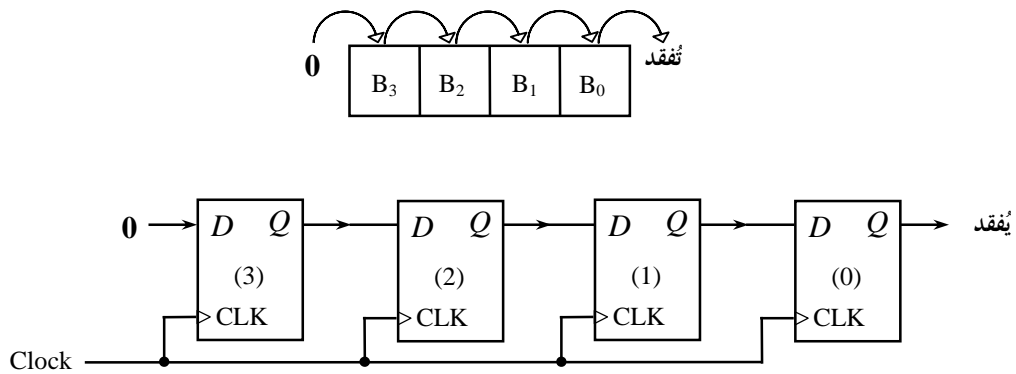 0 B₃ B₂ B₁ B₀ تُفقد
0 D Q D Q D Q D Q يُفقد
(3) (2) (1) (0)
CLK CLK CLK CLK
Clock